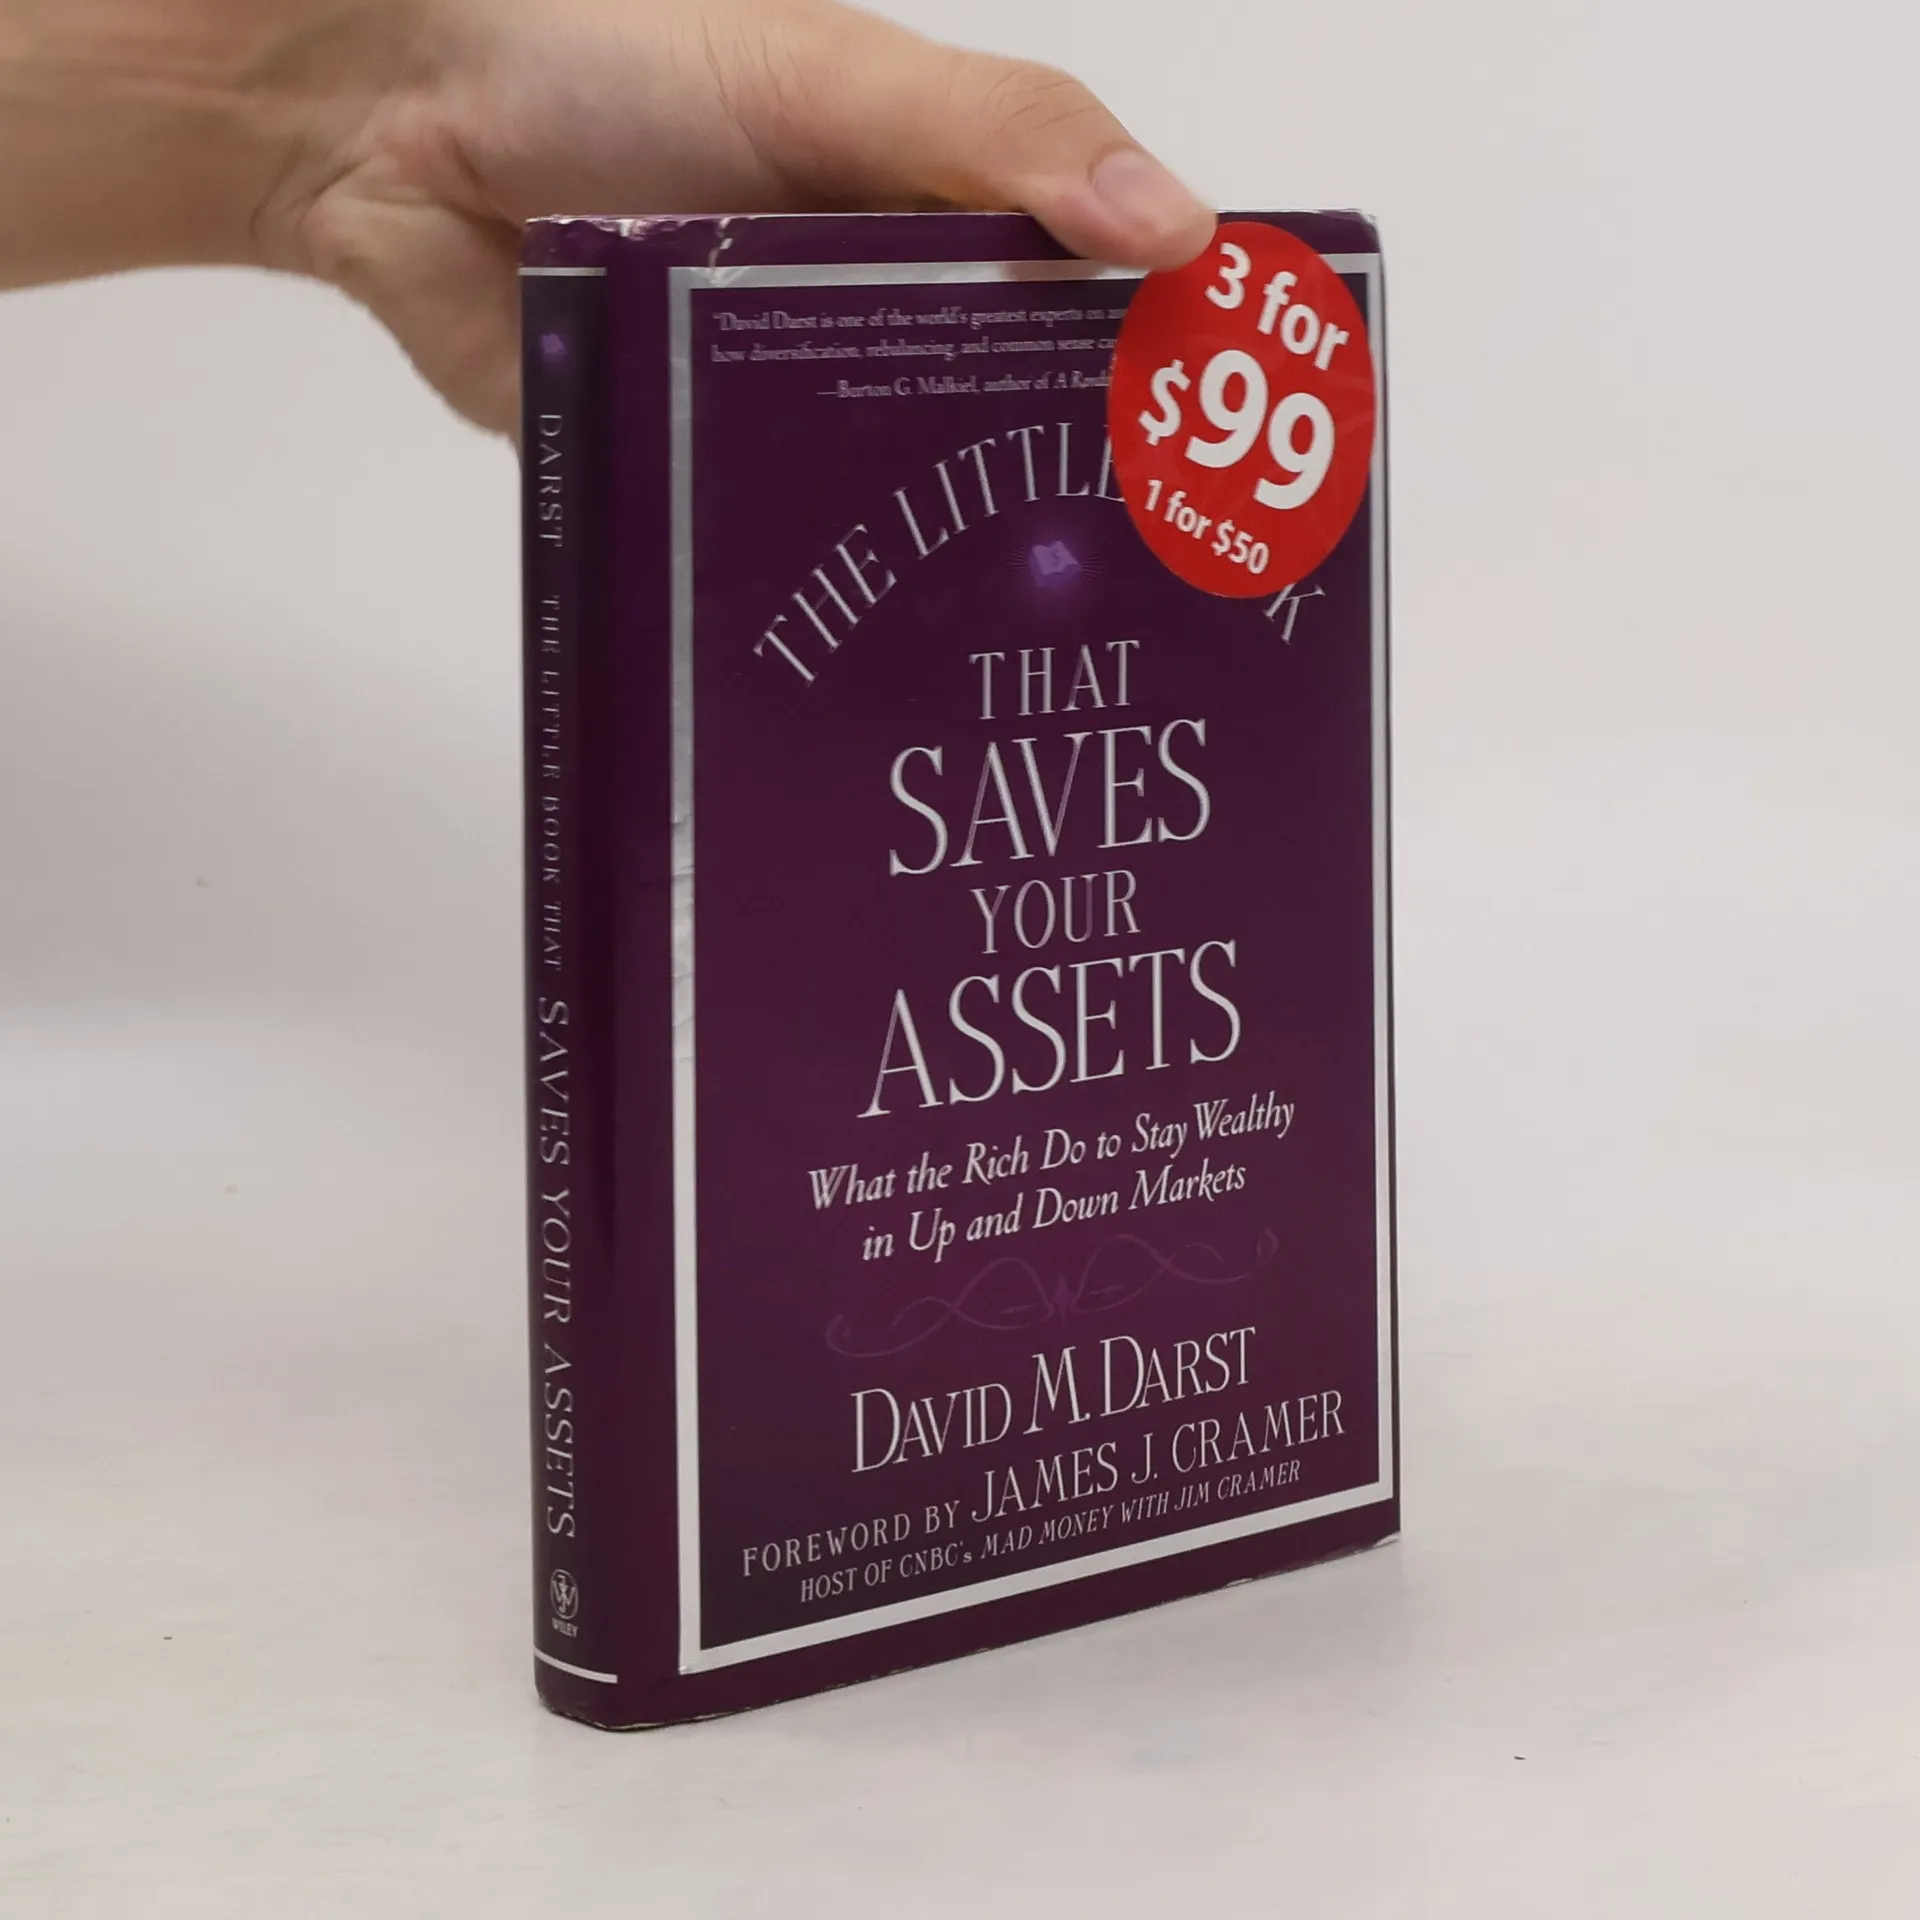 DARST THE LITTLE BOOK THAT SAVES YOUR ASSETS
WILEY
"David Darst is one of the world's greatest experts on
how diversification, rebalancing, and common sense
—Burton G. Malkiel, author of A
3 for
$99
1 for $50
THE LITTLE
THAT
SAVES
YOUR
ASSETS
What the Rich Do to Stay Wealthy
in Up and Down Markets
DAVID M. DARST
FOREWORD BY JAMES J. CRAMER
HOST OF CNBC's MAD MONEY WITH JIM CRAMER